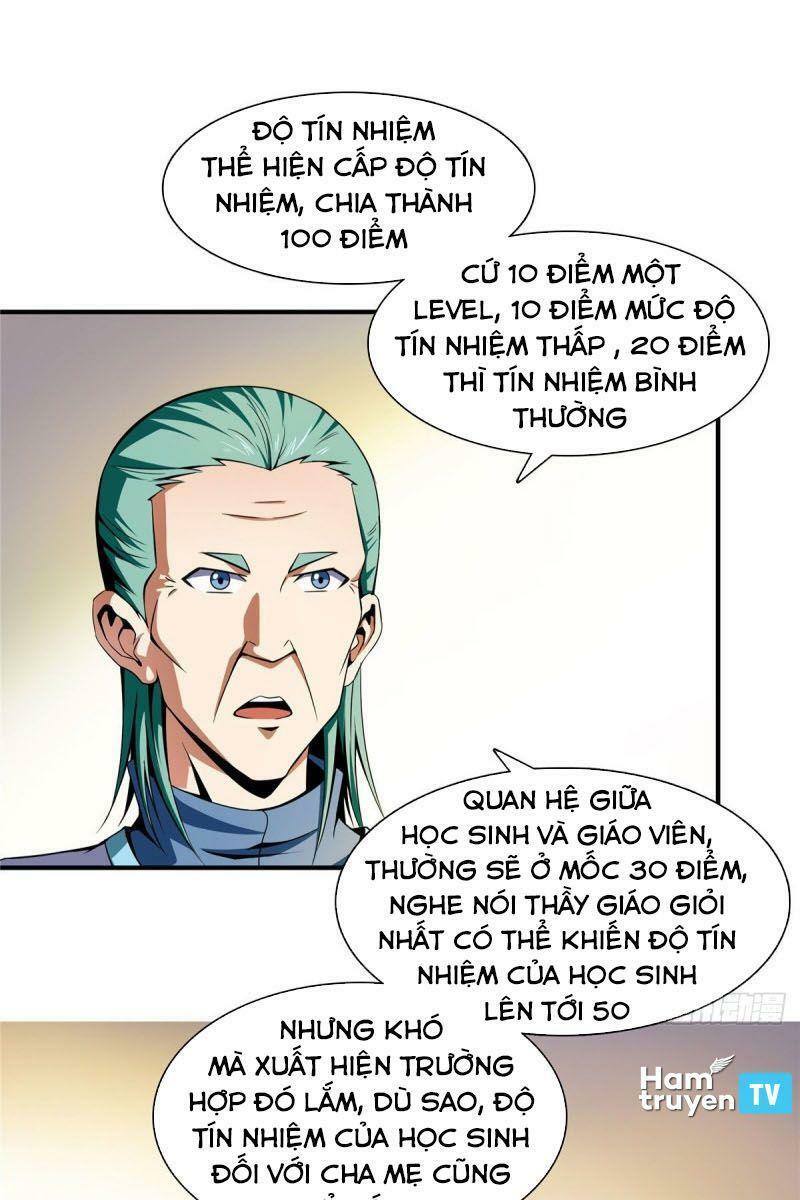 ĐỘ TÍN NHIỆM
THỂ HIỆN CẤP ĐỘ TÍN
NHIỆM, CHIA THÀNH
100 ĐIỂM
CỨ 10 ĐIỂM MỘT
LEVEL, 10 ĐIỂM MỨC ĐỘ
TÍN NHIỆM THẤP , 20 ĐIỂM
THÌ TÍN NHIỆM BÌNH
THƯỜNG
QUAN HỆ GIỮA
HỌC SINH VÀ GIÁO VIÊN,
THƯỜNG SẼ Ở MỐC 30 ĐIỂM,
NGHE NÓI THẦY GIÁO GIỎI
NHẤT CÓ THỂ KHIẾN ĐỘ TÍN
NHIỆM CỦA HỌC SINH
LÊN TỚI 50
NHƯNG KHÓ
MÀ XUẤT HIỆN TRƯỜNG
HỢP ĐÓ LẮM, DÙ SAO, ĐỘ
TÍN NHIỆM CỦA HỌC SINH
ĐỐI VỚI CHA MẸ CŨNG
Ham
truyen TV